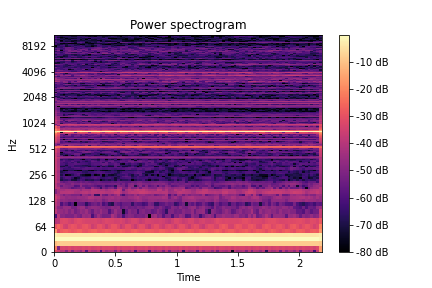 Power spectrogram
8192
4096
2048
1024
512
256
128
64
0
Hz
0 0.5 1 1.5 2
Time
-10 dB
-20 dB
-30 dB
-40 dB
-50 dB
-60 dB
-70 dB
-80 dB